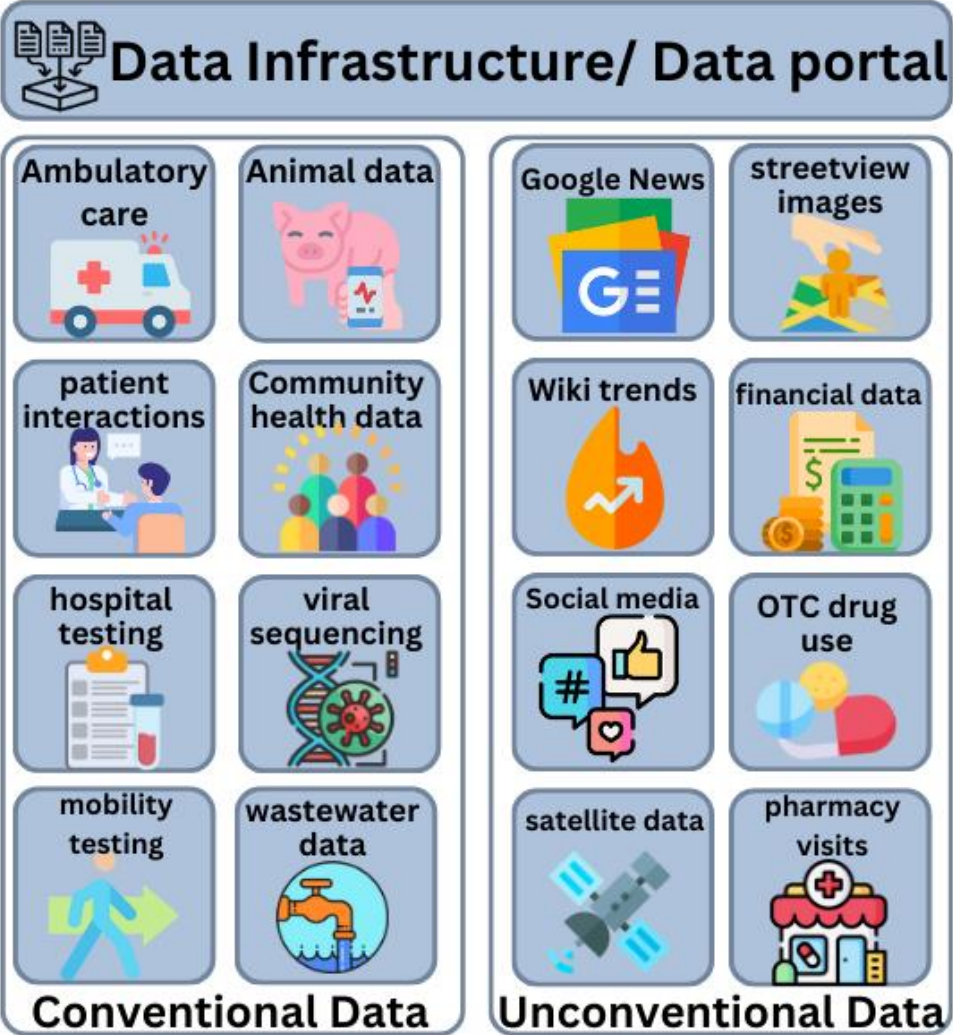 Data Infrastructure/ Data portal
Ambulatory
care
Animal data
patient
interactions
Community
health data
hospital
testing
viral
sequencing
mobility
testing
wastewater
data
Conventional Data
Google News
GE
streetview
images
Wiki trends
financial data
$
$
Social media
#
OTC drug
use
satellite data
pharmacy
visits
Unconventional Data